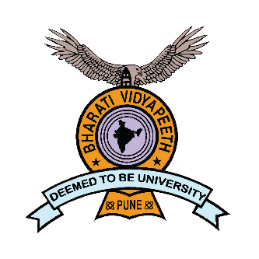 BHARATI VIDYAPEETH
DEEMED TO BE UNIVERSITY
PUNE